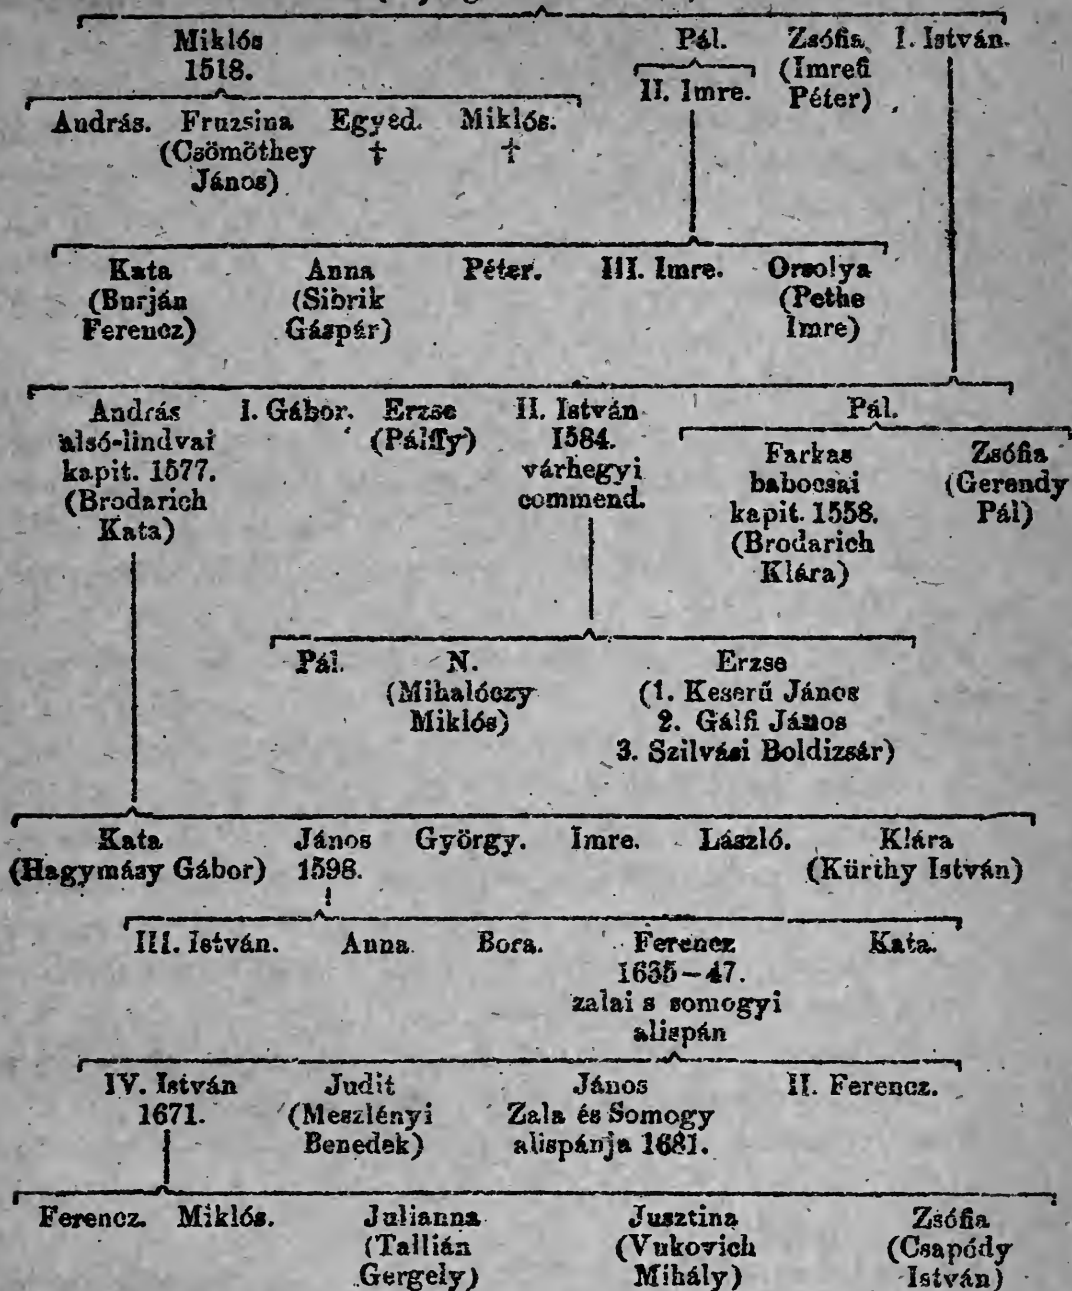 Miklós Pál. Zsófia I. István.
1518. (Imrefi
II. Imre. Péter)
András. Fruzsina Egyed. Miklós.
(Csömöthey † †
János)
Kata Anna Péter. III. Imre. Orsolya
(Burján (Sibrik (Pethe
Ferencz) Gáspár) Imre)
András I. Gábor. Erzse II. István Pál.
alsó-lindvai (Pálffy) 1584.
kapit. 1577. várhegyi Farkas Zsófia
(Brodarich commend. babocsai (Gerendy
Kata) kapit. 1558. Pál)
(Brodarich
Klára)
Pál. N. Erzse
(Mihalóczy (1. Keserű János
Miklós) 2. Gálfi János
3. Szilvási Boldizsár)
Kata János György. Imre. László. Klára
(Hagymásy Gábor) 1598. (Kürthy István)
III. István. Anna. Bora. Ferencz Kata.
1635–47.
zalai s somogyi
alispán
IV. István Judit János II. Ferencz.
1671. (Meszlényi Zala és Somogy
Benedek) alispánja 1681.
Ferencz. Miklós. Julianna Jusztina Zsófia
(Tallián (Vukovich (Csapódy
Gergely) Mihály) István)